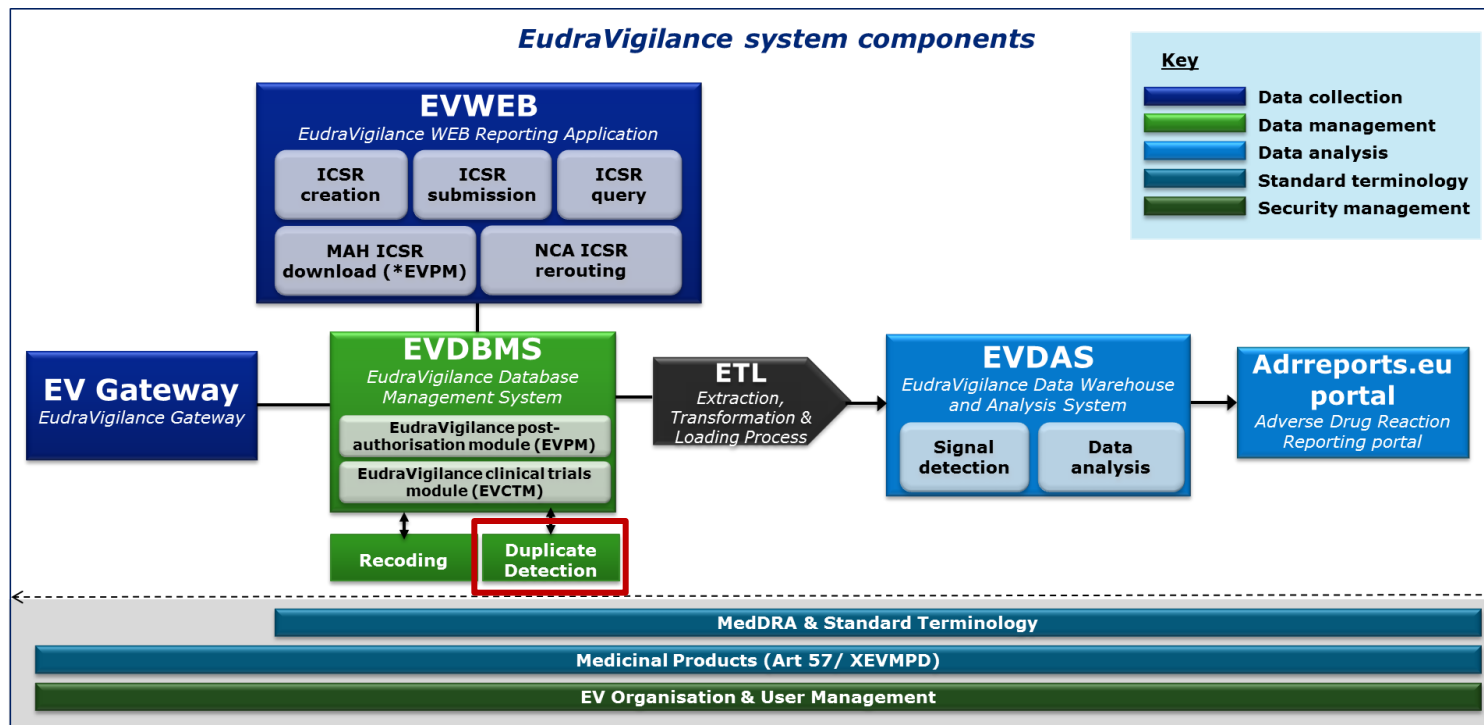 EudraVigilance system components
Key
Data collection
Data management
Data analysis
Standard terminology
Security management
EVWEB
EudraVigilance WEB Reporting Application
ICSR
creation
ICSR
submission
ICSR
query
MAH ICSR
download (*EVPM)
NCA ICSR
rerouting
EV Gateway
EudraVigilance Gateway
EVDBMS
EudraVigilance Database
Management System
EudraVigilance post-
authorisation module (EVPM)
EudraVigilance clinical trials
module (EVCTM)
Recoding
Duplicate
Detection
ETL
Extraction,
Transformation &
Loading Process
EVDAS
EudraVigilance Data Warehouse
and Analysis System
Signal
detection
Data
analysis
Adrreports.eu
portal
Adverse Drug Reaction
Reporting portal
MedDRA & Standard Terminology
Medicinal Products (Art 57/ XEVMPD)
EV Organisation & User Management